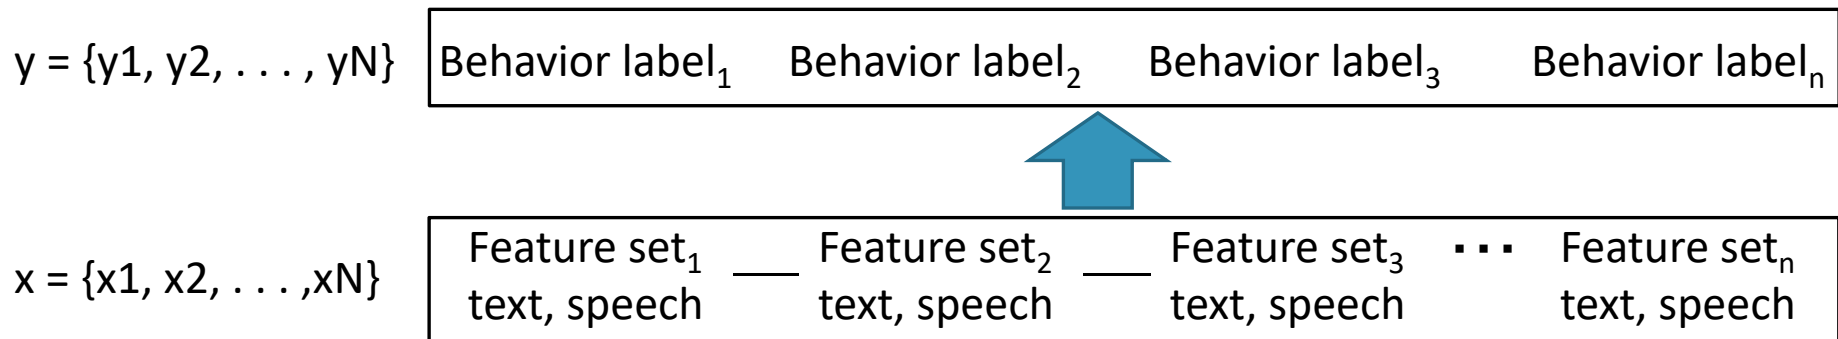 y = {y1, y2, . . . , yN} Behavior label₁ Behavior label₂ Behavior label₃ Behavior labelₙ
x = {x1, x2, . . . ,xN} Feature set₁ Feature set₂ Feature set₃ ··· Feature setₙ
text, speech text, speech text, speech text, speech